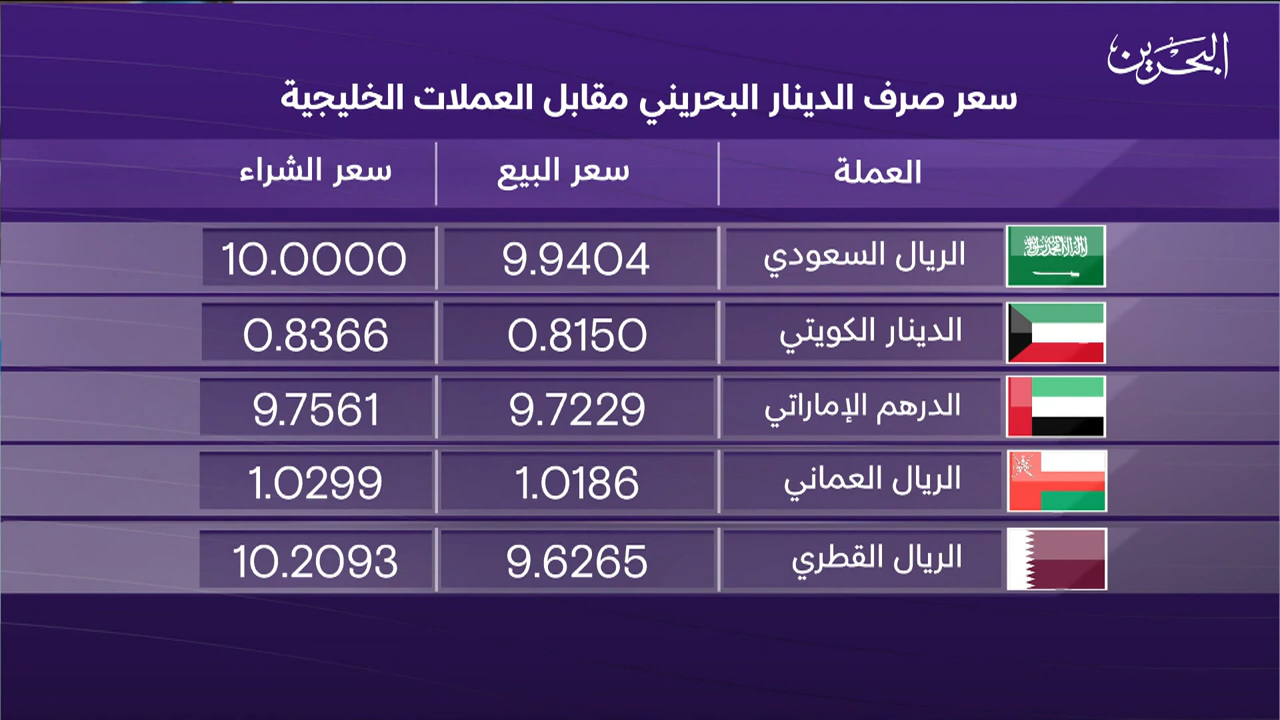 البحرين
سعر صرف الدينار البحريني مقابل العملات الخليجية
العملة سعر البيع سعر الشراء
الريال السعودي 9.9404 10.0000
الدينار الكويتي 0.8150 0.8366
الدرهم الإماراتي 9.7229 9.7561
الريال العماني 1.0186 1.0299
الريال القطري 9.6265 10.2093